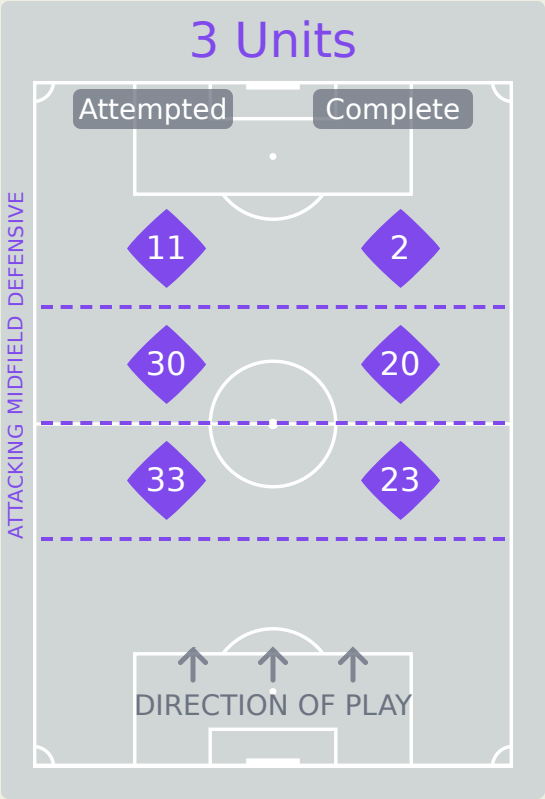 3 Units
Attempted Complete
11 2
30 20
33 23
ATTACKING MIDFIELD DEFENSIVE
DIRECTION OF PLAY